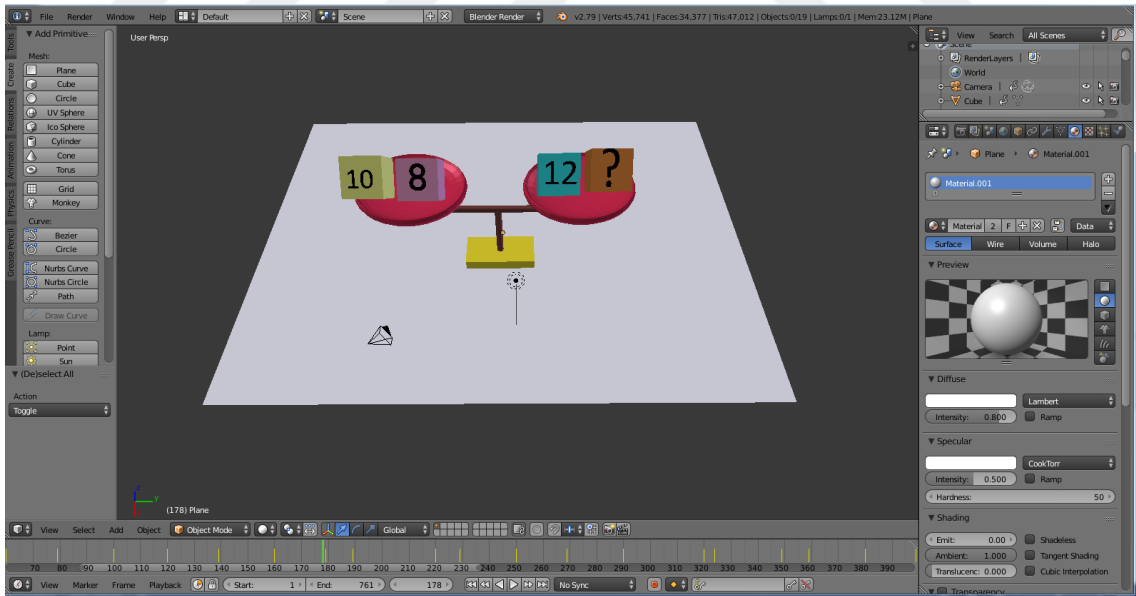 File Render Window Help Default Scene Blender Render v2.79 | Verts:45,741 | Faces:34,377 | Tris:47,012 | Objects:0/19 | Lamps:0/1 | Mem:23.12M | Plane
Tools
Create
Relations
Animation
Physics
Grease Pencil
Add Primitive
Mesh:
Plane
Cube
Circle
UV Sphere
Ico Sphere
Cylinder
Cone
Torus
Grid
Monkey
Curve:
Bezier
Circle
Nurbs Curve
Nurbs Circle
Path
Draw Curve
Lamp:
Point
Sun
(De)select All
Action
Toggle
User Persp
10 8 12 ?
z
y
(178) Plane
View Select Add Object Object Mode Global
70 80 90 100 110 120 130 140 150 160 170 180 190 200 210 220 230 240 250 260 270 280 290 300 310 320 330 340 350 360 370 380 390
View Marker Frame Playback Start: 1 End: 761 178 No Sync
View Search All Scenes
Scene
RenderLayers |
World
Camera |
Cube |
Plane Material.001
Material.001
Material 2 F Data
Surface Wire Volume Halo
Preview
Diffuse
Lambert
Intensity: 0.800 Ramp
Specular
CookTorr
Intensity: 0.500 Ramp
Hardness: 50
Shading
Emit: 0.00 Shadeless
Ambient: 1.000 Tangent Shading
Translucenc: 0.000 Cubic Interpolation
Transparency